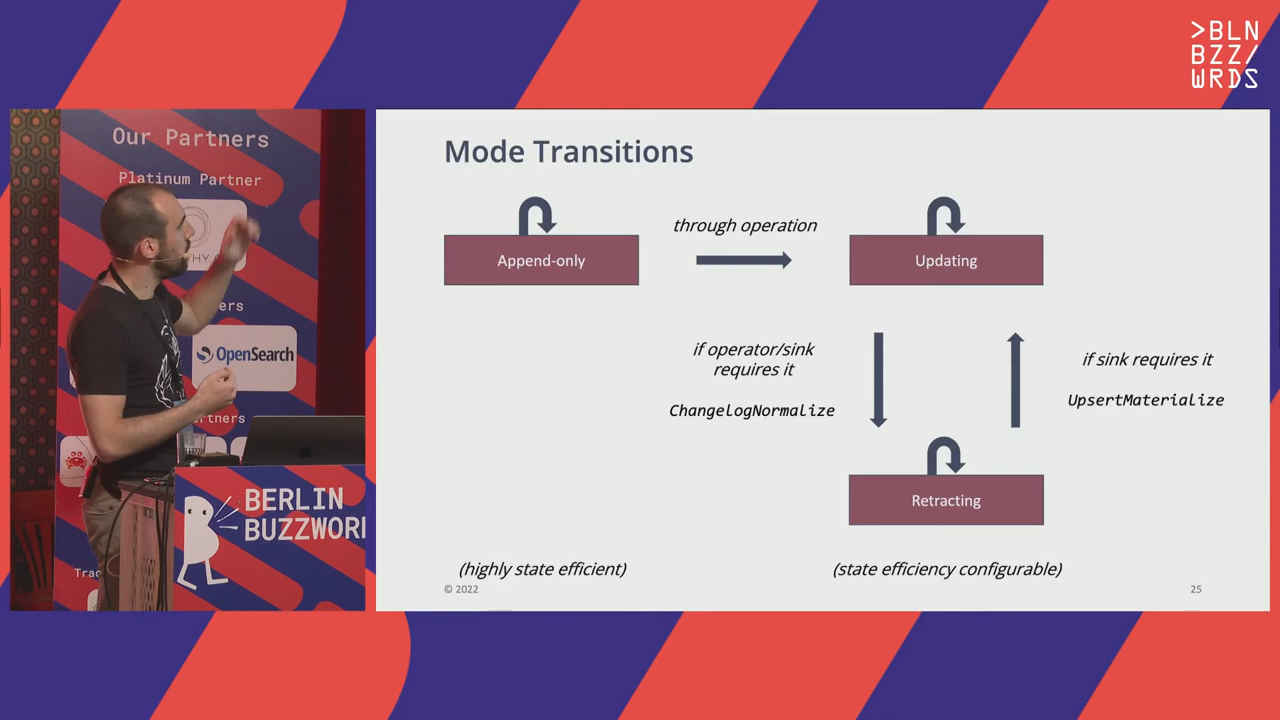 >BLN
BZZ/
WRDS
Our Partners
Platinum Partner
OpenSearch
BERLIN
Mode Transitions
through operation
Append-only
Updating
if operator/sink
requires it
ChangelogNormalize
if sink requires it
UpsertMaterialize
Retracting
(highly state efficient)
(state efficiency configurable)
© 2022
25